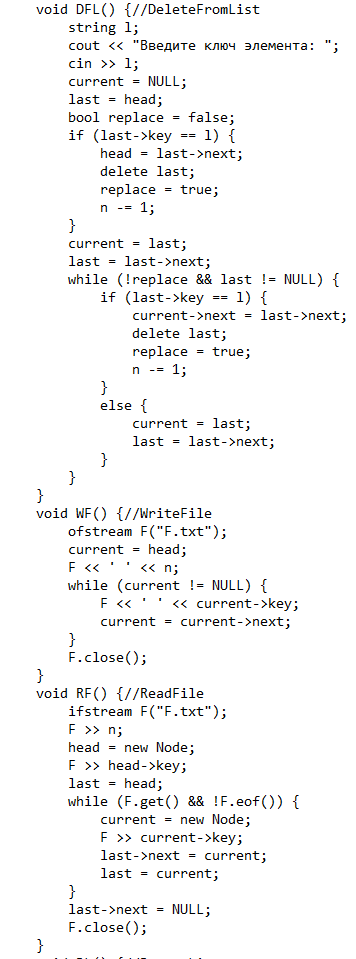 void DFL() {//DeleteFromList
string l;
cout << "Введите ключ элемента: ";
cin >> l;
current = NULL;
last = head;
bool replace = false;
if (last->key == l) {
head = last->next;
delete last;
replace = true;
n -= 1;
}
current = last;
last = last->next;
while (!replace && last != NULL) {
if (last->key == l) {
current->next = last->next;
delete last;
replace = true;
n -= 1;
}
else {
current = last;
last = last->next;
}
}
}
void WF() {//WriteFile
ofstream F("F.txt");
current = head;
F << ' ' << n;
while (current != NULL) {
F << ' ' << current->key;
current = current->next;
}
F.close();
}
void RF() {//ReadFile
ifstream F("F.txt");
F >> n;
head = new Node;
F >> head->key;
last = head;
while (F.get() && !F.eof()) {
current = new Node;
F >> current->key;
last->next = current;
last = current;
}
last->next = NULL;
F.close();
}